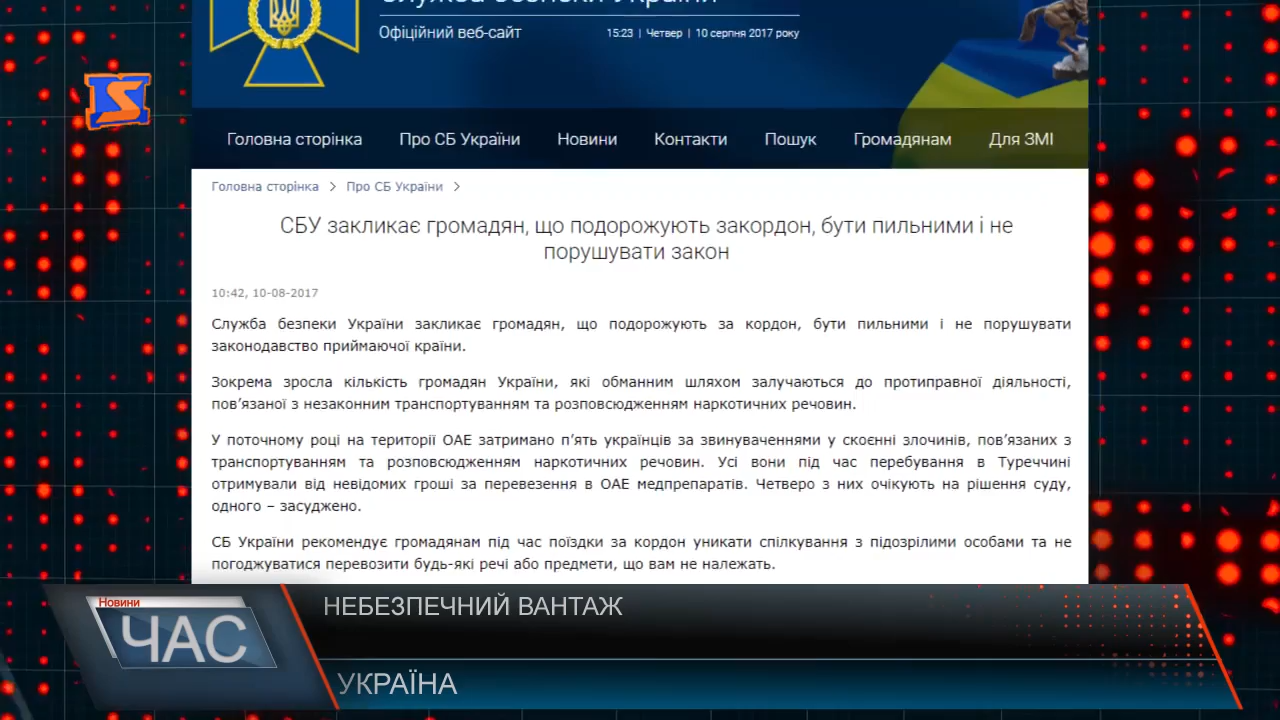 Служба безпеки України
Офіційний веб-сайт
15:23 | Четвер | 10 серпня 2017 року
Головна сторінка Про СБ України Новини Контакти Пошук Громадянам Для ЗМІ
Головна сторінка > Про СБ України >
СБУ закликає громадян, що подорожують закордон, бути пильними і не
порушувати закон
10:42, 10-08-2017
Служба безпеки України закликає громадян, що подорожують за кордон, бути пильними і не порушувати
законодавство приймаючої країни.
Зокрема зросла кількість громадян України, які обманним шляхом залучаються до протиправної діяльності,
пов’язаної з незаконним транспортуванням та розповсюдженням наркотичних речовин.
У поточному році на території ОАЕ затримано п’ять українців за звинуваченнями у скоєнні злочинів, пов’язаних з
транспортуванням та розповсюдженням наркотичних речовин. Усі вони під час перебування в Туреччині
отримували від невідомих гроші за перевезення в ОАЕ медпрепаратів. Четверо з них очікують на рішення суду,
одного – засуджено.
СБ України рекомендує громадянам під час поїздки за кордон уникати спілкування з підозрілими особами та не
погоджуватися перевозити будь-які речі або предмети, що вам не належать.
Новини
ЧАС
НЕБЕЗПЕЧНИЙ ВАНТАЖ
УКРАЇНА